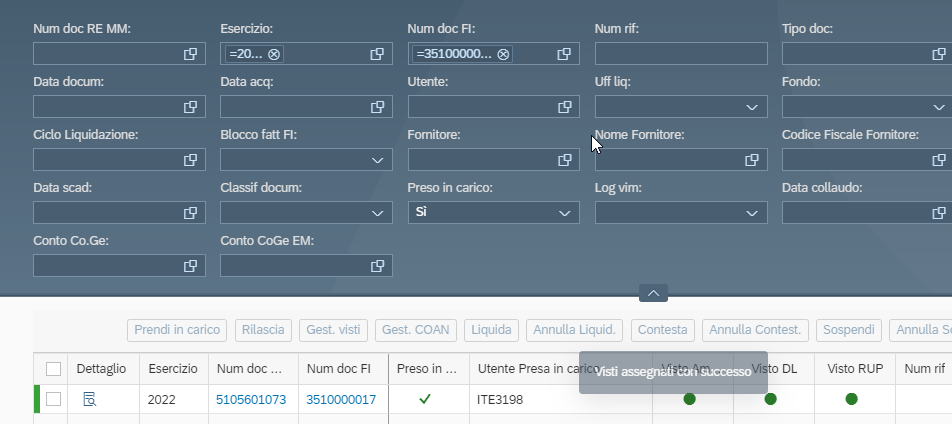 Num doc RE MM: Esercizio: Num doc FI: Num rif: Tipo doc:
=20... =35100000...
Data docum: Data acq: Utente: Uff liq: Fondo:
Ciclo Liquidazione: Blocco fatt FI: Fornitore: Nome Fornitore: Codice Fiscale Fornitore:
Data scad: Classif docum: Preso in carico: Log vim: Data collaudo:
Sì
Conto Co.Ge: Conto CoGe EM:
Prendi in carico Rilascia Gest. visti Gest. COAN Liquida Annulla Liquid. Contesta Annulla Contest. Sospendi Annulla So
Dettaglio Esercizio Num doc ... Num doc FI Preso in ... Utente Presa in carico Visto Am Visto DL Visto RUP Num rif
Visti assegnati con successo
2022 5105601073 3510000017 ITE3198